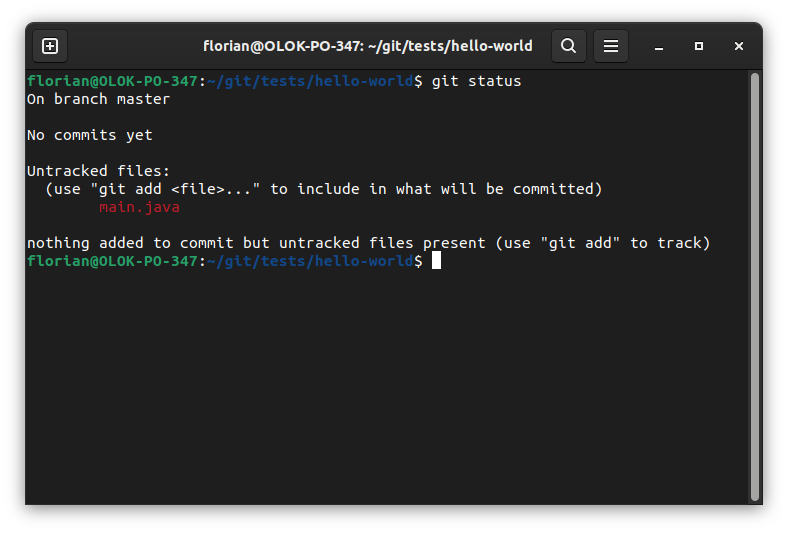 florian@OLOK-PO-347: ~/git/tests/hello-world
florian@OLOK-PO-347:~/git/tests/hello-world$ git status
On branch master

No commits yet

Untracked files:
  (use "git add <file>..." to include in what will be committed)
        main.java

nothing added to commit but untracked files present (use "git add" to track)
florian@OLOK-PO-347:~/git/tests/hello-world$